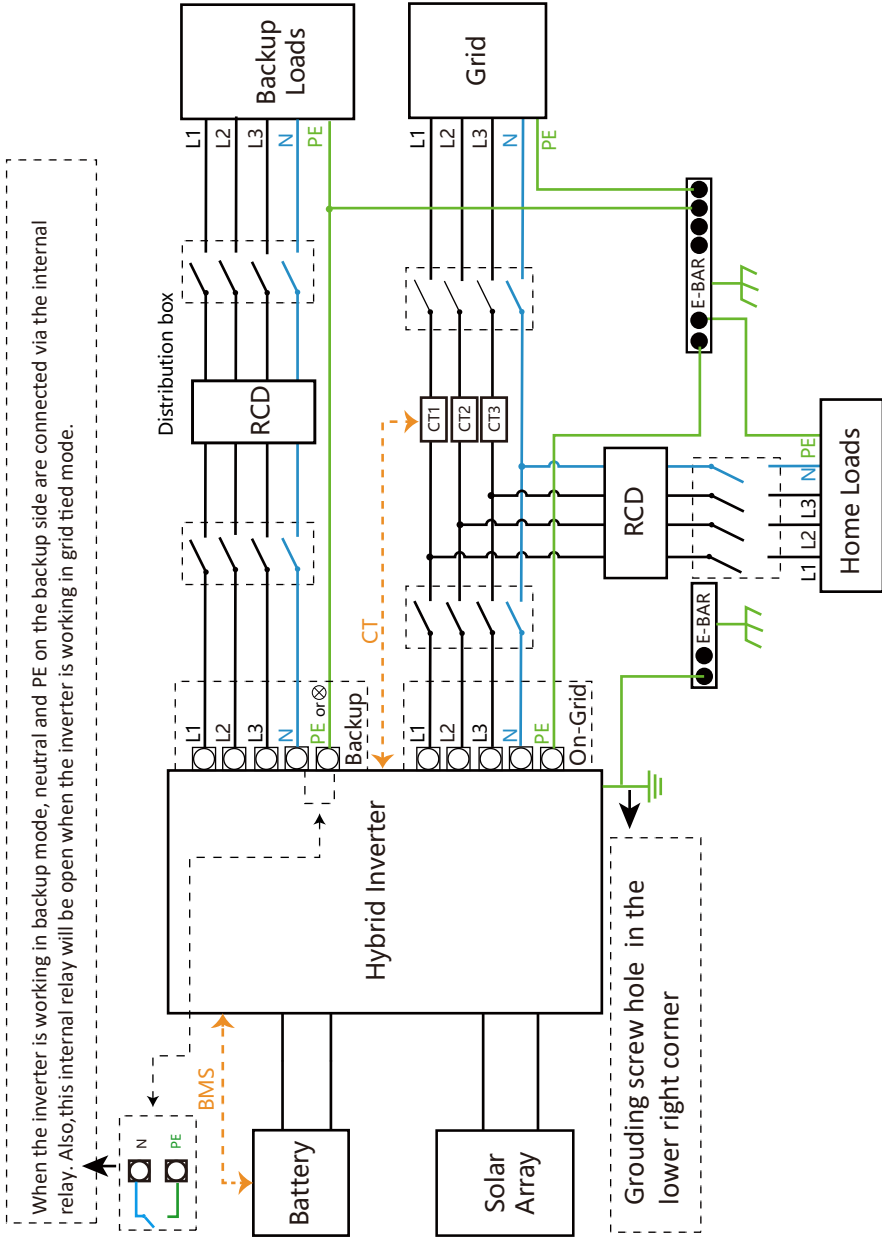 When the inverter is working in backup mode, neutral and PE on the backup side are connected via the internal
relay. Also,this internal relay will be open when the inverter is working in grid tied mode.
N
PE
Distribution box
Battery
BMS
Solar
Array
Hybrid Inverter
L1
L2
L3
N
PE or
Backup
RCD
L1
L2
L3
N
PE
Backup
Loads
CT
L1
L2
L3
N
PE
On-Grid
CT1
CT2
CT3
L1
L2
L3
N
PE
Grid
RCD
E-BAR
E-BAR
L1
L2
L3
N
PE
Home Loads
Grouding screw hole in the
lower right corner